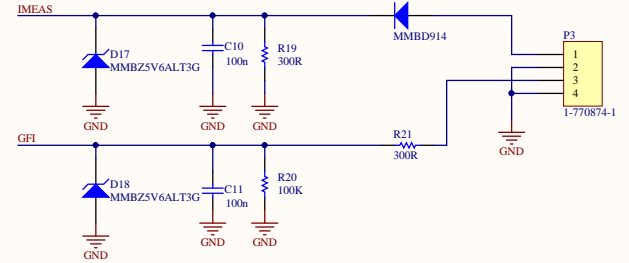 IMEAS
MMBD914
P3
D17
MMBZ5V6ALT3G
C10
100n
R19
300R
1
2
3
4
1-770874-1
GND
GND
GND
GND
GFI
R21
300R
D18
MMBZ5V6ALT3G
C11
100n
R20
100K
GND
GND
GND